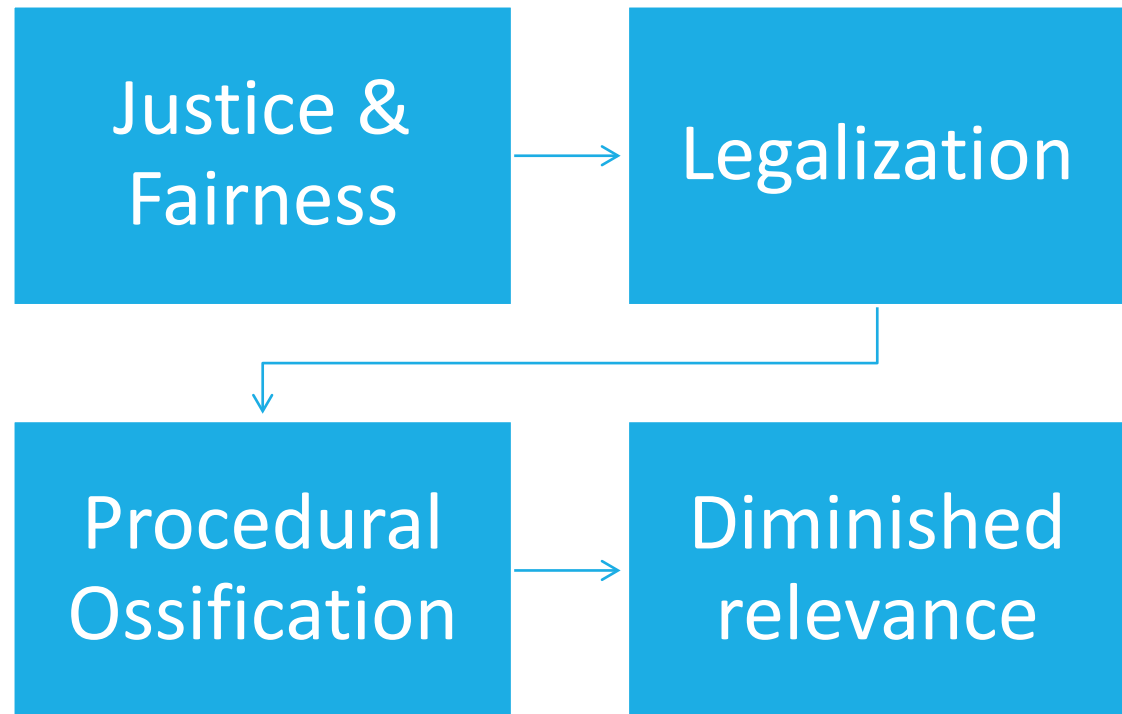 Justice &
Fairness
Legalization
Procedural
Ossification
Diminished
relevance